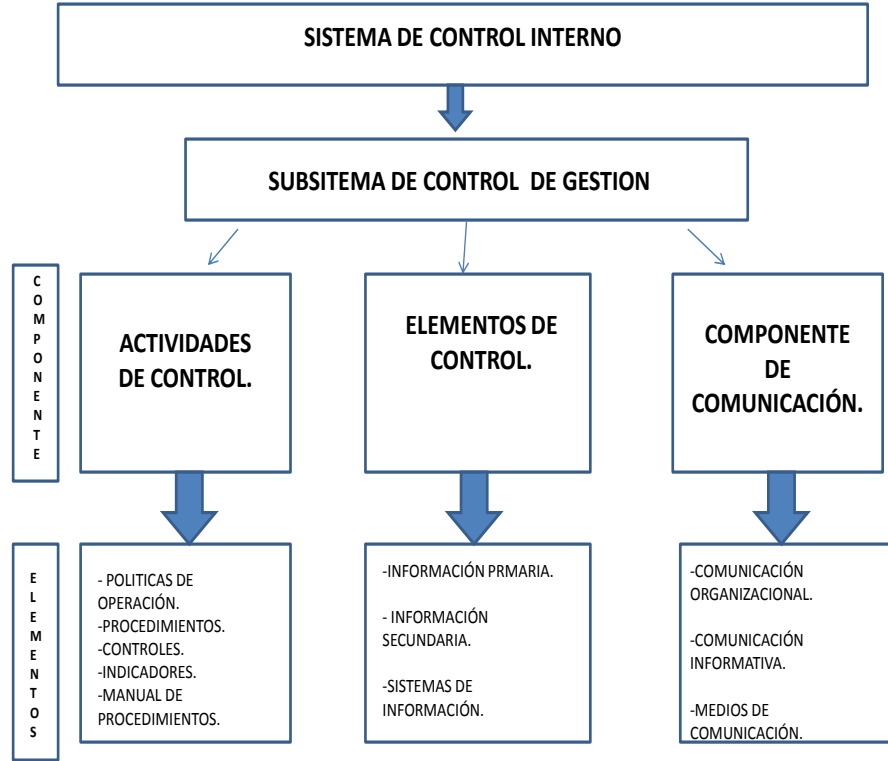 SISTEMA DE CONTROL INTERNO
SUBSITEMA DE CONTROL DE GESTION
COMPONENTE
ACTIVIDADES
DE CONTROL.
ELEMENTOS DE
CONTROL.
COMPONENTE
DE
COMUNICACIÓN.
ELEMENTOS
- POLITICAS DE
OPERACIÓN.
-PROCEDIMIENTOS.
-CONTROLES.
-INDICADORES.
-MANUAL DE
PROCEDIMIENTOS.
-INFORMACIÓN PRMARIA.
- INFORMACIÓN
SECUNDARIA.
-SISTEMAS DE
INFORMACIÓN.
-COMUNICACIÓN
ORGANIZACIONAL.
-COMUNICACIÓN
INFORMATIVA.
-MEDIOS DE
COMUNICACIÓN.